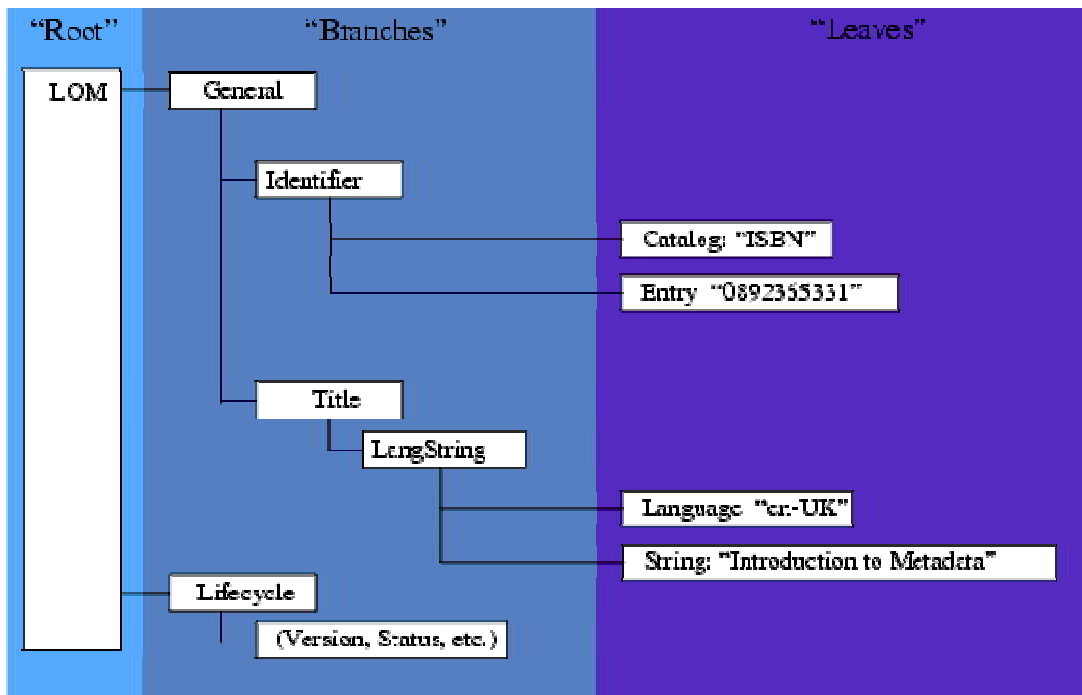 “Root”
“Branches”
“Leaves”
LOM
General
Identifier
Catalog: “ISBN”
Entry “0892365331”
Title
LangString
Language “en-UK”
String: “Introduction to Metadata”
Lifecycle
(Version, Status, etc.)